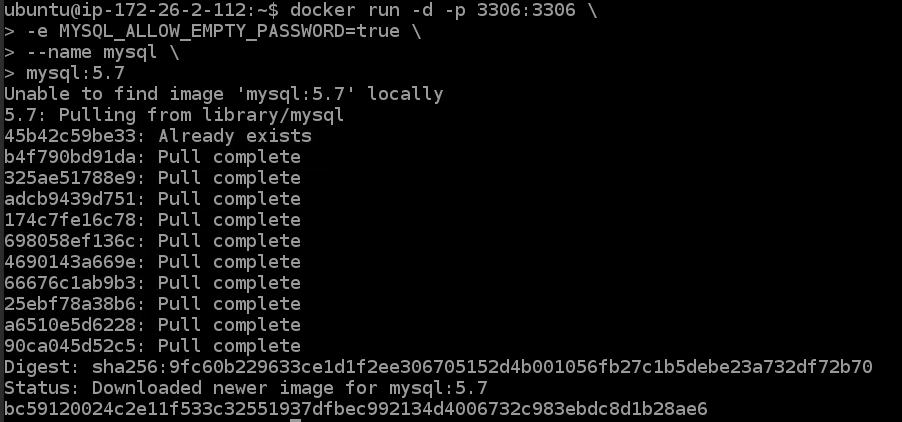 ubuntu@ip-172-26-2-112:~$ docker run -d -p 3306:3306 \
> -e MYSQL_ALLOW_EMPTY_PASSWORD=true \
> --name mysql \
> mysql:5.7
Unable to find image 'mysql:5.7' locally
5.7: Pulling from library/mysql
45b42c59be33: Already exists
b4f790bd91da: Pull complete
325ae51788e9: Pull complete
adcb9439d751: Pull complete
174c7fe16c78: Pull complete
698058ef136c: Pull complete
4690143a669e: Pull complete
66676c1ab9b3: Pull complete
25ebf78a38b6: Pull complete
a6510e5d6228: Pull complete
90ca045d52c5: Pull complete
Digest: sha256:9fc60b229633ce1d1f2ee306705152d4b001056fb27c1b5debe23a732df72b70
Status: Downloaded newer image for mysql:5.7
bc59120024c2e11f533c32551937dfbec992134d4006732c983ebdc8d1b28ae6